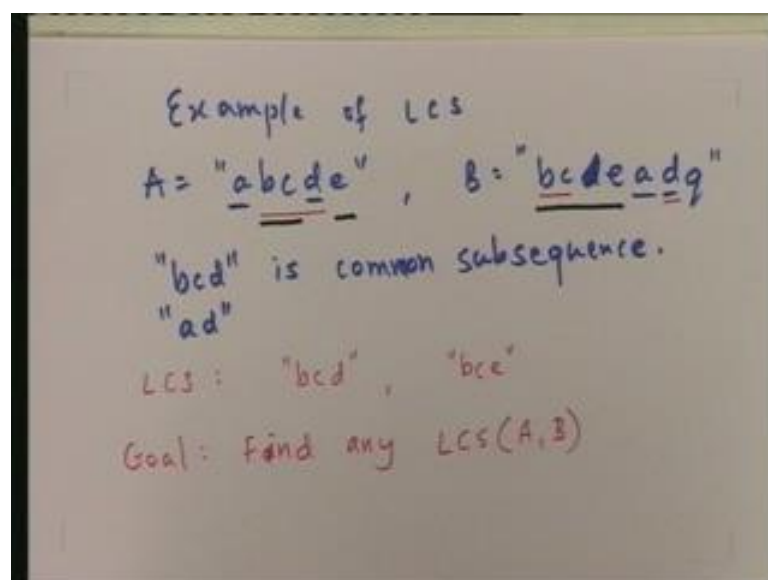 Example of LCS
A = "abcde" , B = "bcdeadq"
"bcd" is common subsequence.
"ad"
LCS : "bcd" , "bce"
Goal : Find any LCS(A,B)